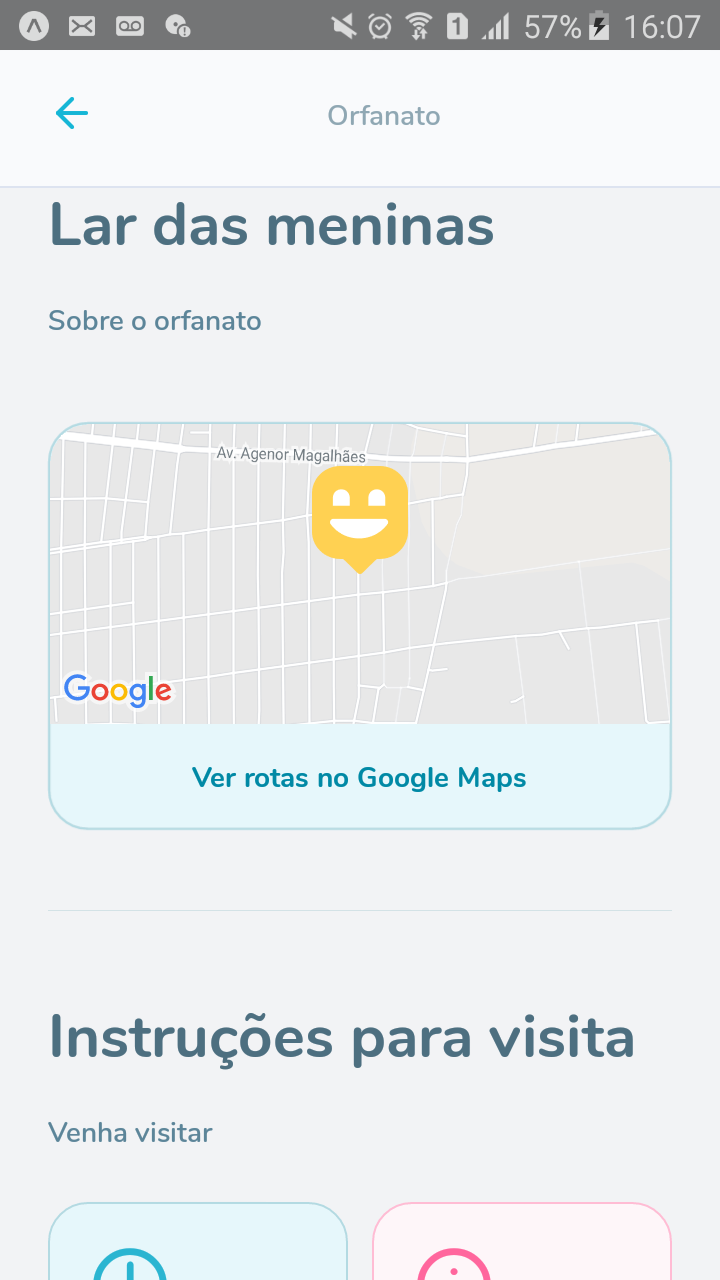 57% 16:07
Orfanato
Lar das meninas
Sobre o orfanato
Av. Agenor Magalhães
Google
Ver rotas no Google Maps
Instruções para visita
Venha visitar